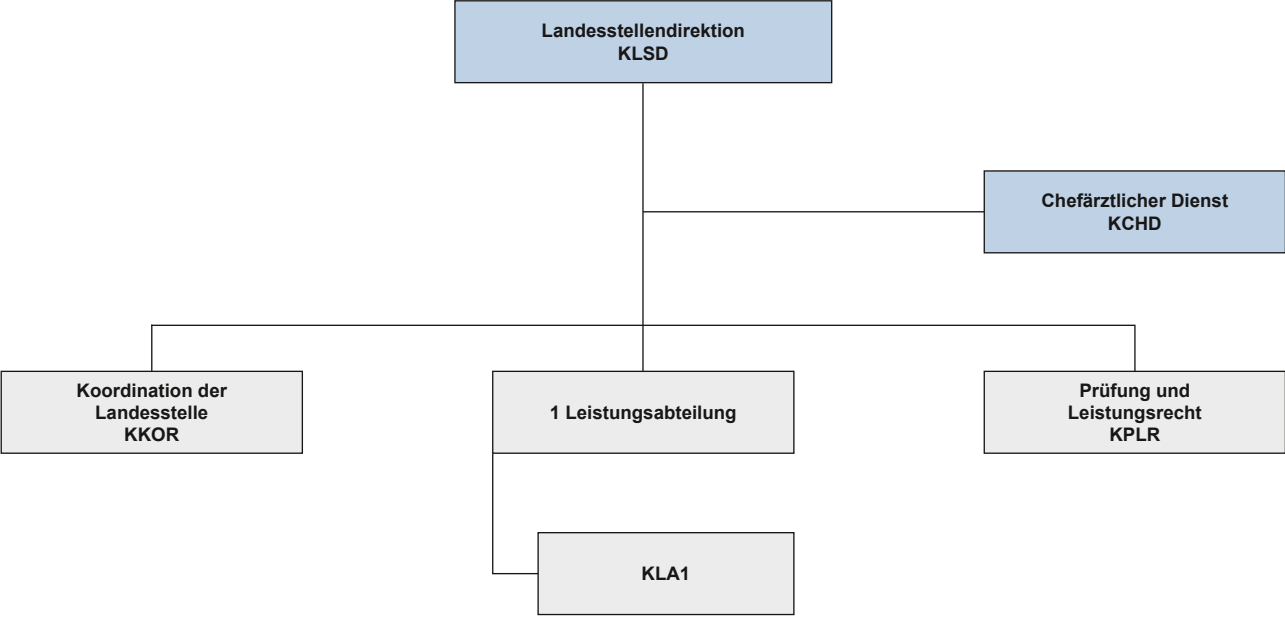 Landesstellendirektion
KLSD
Chefärztlicher Dienst
KCHD
Koordination der
Landesstelle
KKOR
1 Leistungsabteilung
Prüfung und
Leistungsrecht
KPLR
KLA1